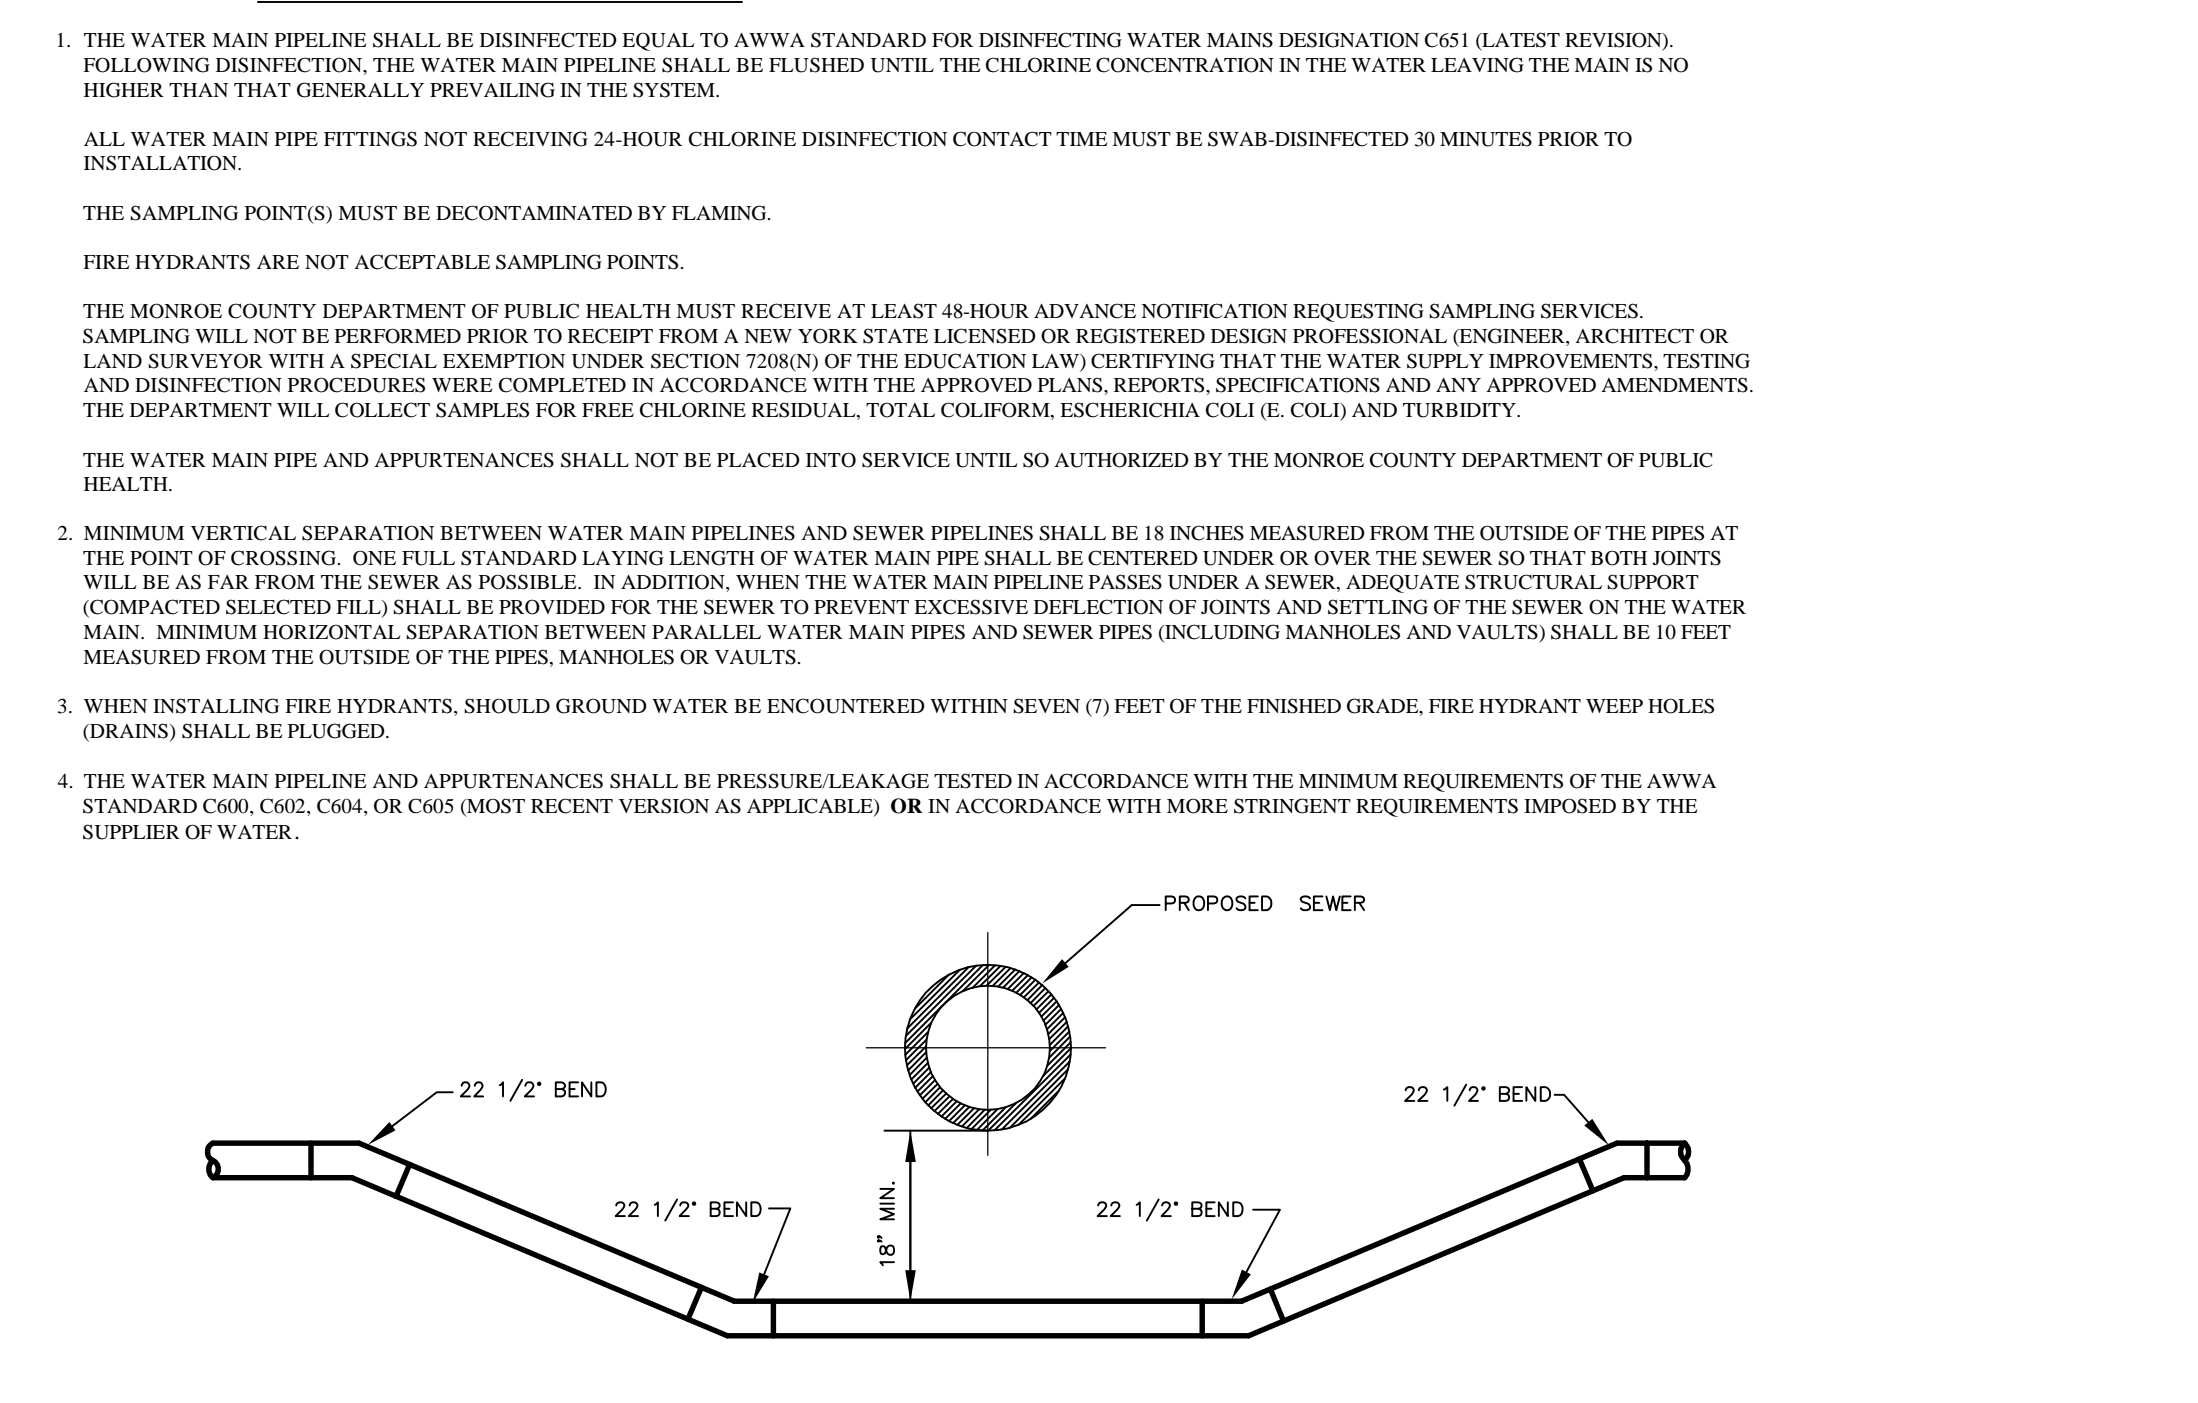 1. THE WATER MAIN PIPELINE SHALL BE DISINFECTED EQUAL TO AWWA STANDARD FOR DISINFECTING WATER MAINS DESIGNATION C651 (LATEST REVISION).
FOLLOWING DISINFECTION, THE WATER MAIN PIPELINE SHALL BE FLUSHED UNTIL THE CHLORINE CONCENTRATION IN THE WATER LEAVING THE MAIN IS NO
HIGHER THAN THAT GENERALLY PREVAILING IN THE SYSTEM.
ALL WATER MAIN PIPE FITTINGS NOT RECEIVING 24-HOUR CHLORINE DISINFECTION CONTACT TIME MUST BE SWAB-DISINFECTED 30 MINUTES PRIOR TO
INSTALLATION.
THE SAMPLING POINT(S) MUST BE DECONTAMINATED BY FLAMING.
FIRE HYDRANTS ARE NOT ACCEPTABLE SAMPLING POINTS.
THE MONROE COUNTY DEPARTMENT OF PUBLIC HEALTH MUST RECEIVE AT LEAST 48-HOUR ADVANCE NOTIFICATION REQUESTING SAMPLING SERVICES.
SAMPLING WILL NOT BE PERFORMED PRIOR TO RECEIPT FROM A NEW YORK STATE LICENSED OR REGISTERED DESIGN PROFESSIONAL (ENGINEER, ARCHITECT OR
LAND SURVEYOR WITH A SPECIAL EXEMPTION UNDER SECTION 7208(N) OF THE EDUCATION LAW) CERTIFYING THAT THE WATER SUPPLY IMPROVEMENTS, TESTING
AND DISINFECTION PROCEDURES WERE COMPLETED IN ACCORDANCE WITH THE APPROVED PLANS, REPORTS, SPECIFICATIONS AND ANY APPROVED AMENDMENTS.
THE DEPARTMENT WILL COLLECT SAMPLES FOR FREE CHLORINE RESIDUAL, TOTAL COLIFORM, ESCHERICHIA COLI (E. COLI) AND TURBIDITY.
THE WATER MAIN PIPE AND APPURTENANCES SHALL NOT BE PLACED INTO SERVICE UNTIL SO AUTHORIZED BY THE MONROE COUNTY DEPARTMENT OF PUBLIC
HEALTH.
2. MINIMUM VERTICAL SEPARATION BETWEEN WATER MAIN PIPELINES AND SEWER PIPELINES SHALL BE 18 INCHES MEASURED FROM THE OUTSIDE OF THE PIPES AT
THE POINT OF CROSSING. ONE FULL STANDARD LAYING LENGTH OF WATER MAIN PIPE SHALL BE CENTERED UNDER OR OVER THE SEWER SO THAT BOTH JOINTS
WILL BE AS FAR FROM THE SEWER AS POSSIBLE. IN ADDITION, WHEN THE WATER MAIN PIPELINE PASSES UNDER A SEWER, ADEQUATE STRUCTURAL SUPPORT
(COMPACTED SELECTED FILL) SHALL BE PROVIDED FOR THE SEWER TO PREVENT EXCESSIVE DEFLECTION OF JOINTS AND SETTLING OF THE SEWER ON THE WATER
MAIN. MINIMUM HORIZONTAL SEPARATION BETWEEN PARALLEL WATER MAIN PIPES AND SEWER PIPES (INCLUDING MANHOLES AND VAULTS) SHALL BE 10 FEET
MEASURED FROM THE OUTSIDE OF THE PIPES, MANHOLES OR VAULTS.
3. WHEN INSTALLING FIRE HYDRANTS, SHOULD GROUND WATER BE ENCOUNTERED WITHIN SEVEN (7) FEET OF THE FINISHED GRADE, FIRE HYDRANT WEEP HOLES
(DRAINS) SHALL BE PLUGGED.
4. THE WATER MAIN PIPELINE AND APPURTENANCES SHALL BE PRESSURE/LEAKAGE TESTED IN ACCORDANCE WITH THE MINIMUM REQUIREMENTS OF THE AWWA
STANDARD C600, C602, C604, OR C605 (MOST RECENT VERSION AS APPLICABLE) OR IN ACCORDANCE WITH MORE STRINGENT REQUIREMENTS IMPOSED BY THE
SUPPLIER OF WATER.
PROPOSED SEWER
22 1/2° BEND
22 1/2° BEND
22 1/2° BEND
18" MIN.
22 1/2° BEND